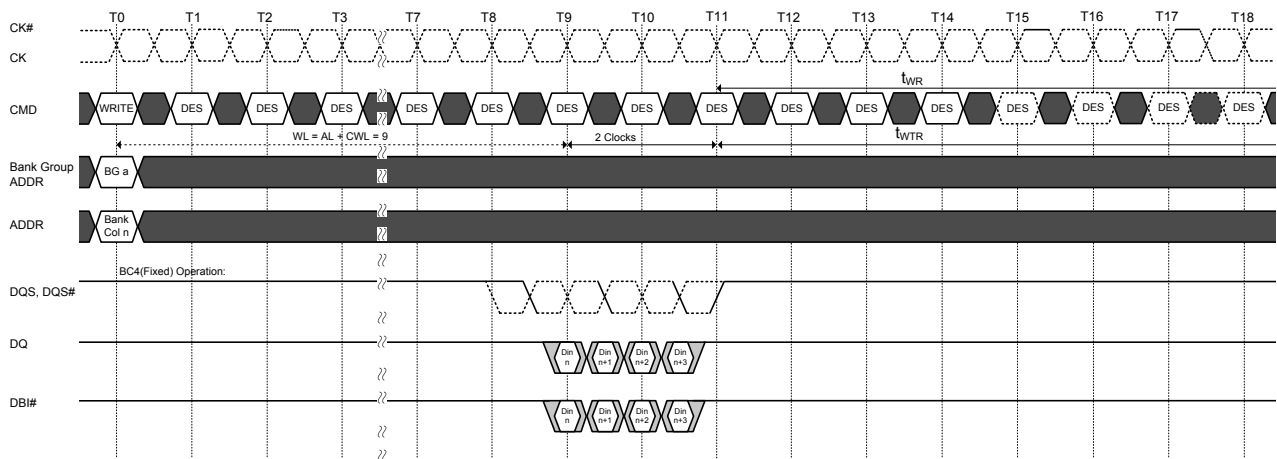 T0 T1 T2 T3 T7 T8 T9 T10 T11 T12 T13 T14 T15 T16 T17 T18
CK#
CK
tWR
CMD WRITE DES DES DES DES DES DES DES DES DES DES DES DES DES DES DES
WL = AL + CWL = 9 2 Clocks tWTR
Bank Group
ADDR
BG a
ADDR
Bank
Col n
BC4(Fixed) Operation:
DQS, DQS#
DQ
Din
n
Din
n+1
Din
n+2
Din
n+3
DBI#
Din
n
Din
n+1
Din
n+2
Din
n+3